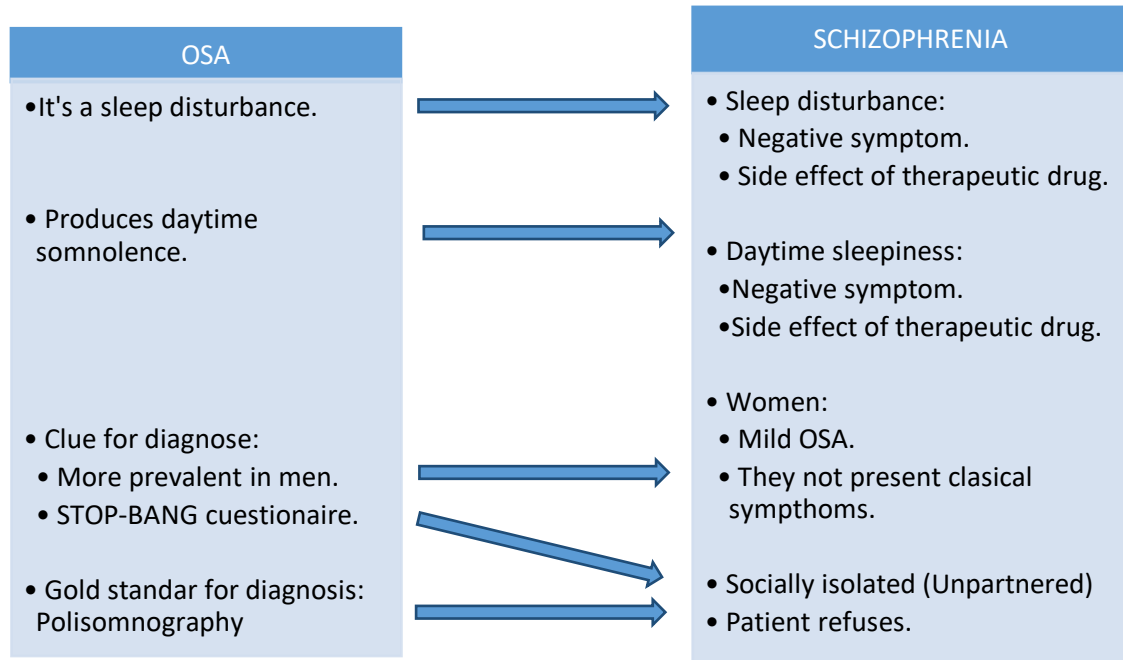 OSA
•It's a sleep disturbance.
• Produces daytime
somnolence.
• Clue for diagnose:
• More prevalent in men.
• STOP-BANG cuestionaire.
• Gold standar for diagnosis:
Polisomnography
SCHIZOPHRENIA
• Sleep disturbance:
• Negative symptom.
• Side effect of therapeutic drug.
• Daytime sleepiness:
•Negative symptom.
•Side effect of therapeutic drug.
• Women:
• Mild OSA.
• They not present clasical
sympthoms.
• Socially isolated (Unpartnered)
• Patient refuses.